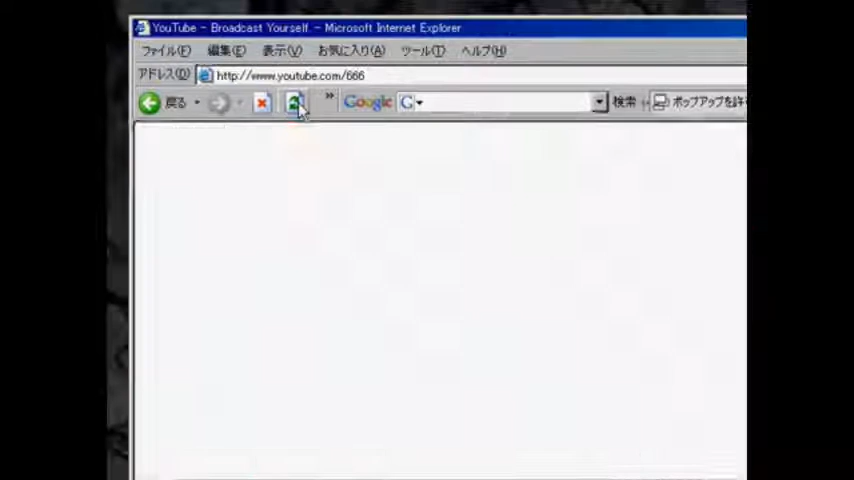 YouTube - Broadcast Yourself. - Microsoft Internet Explorer
ファイル(F) 編集(E) 表示(V) お気に入り(A) ツール(T) ヘルプ(H)
アドレス(D) http://www.youtube.com/666
戻る » Google G 検索 ポップアップを許